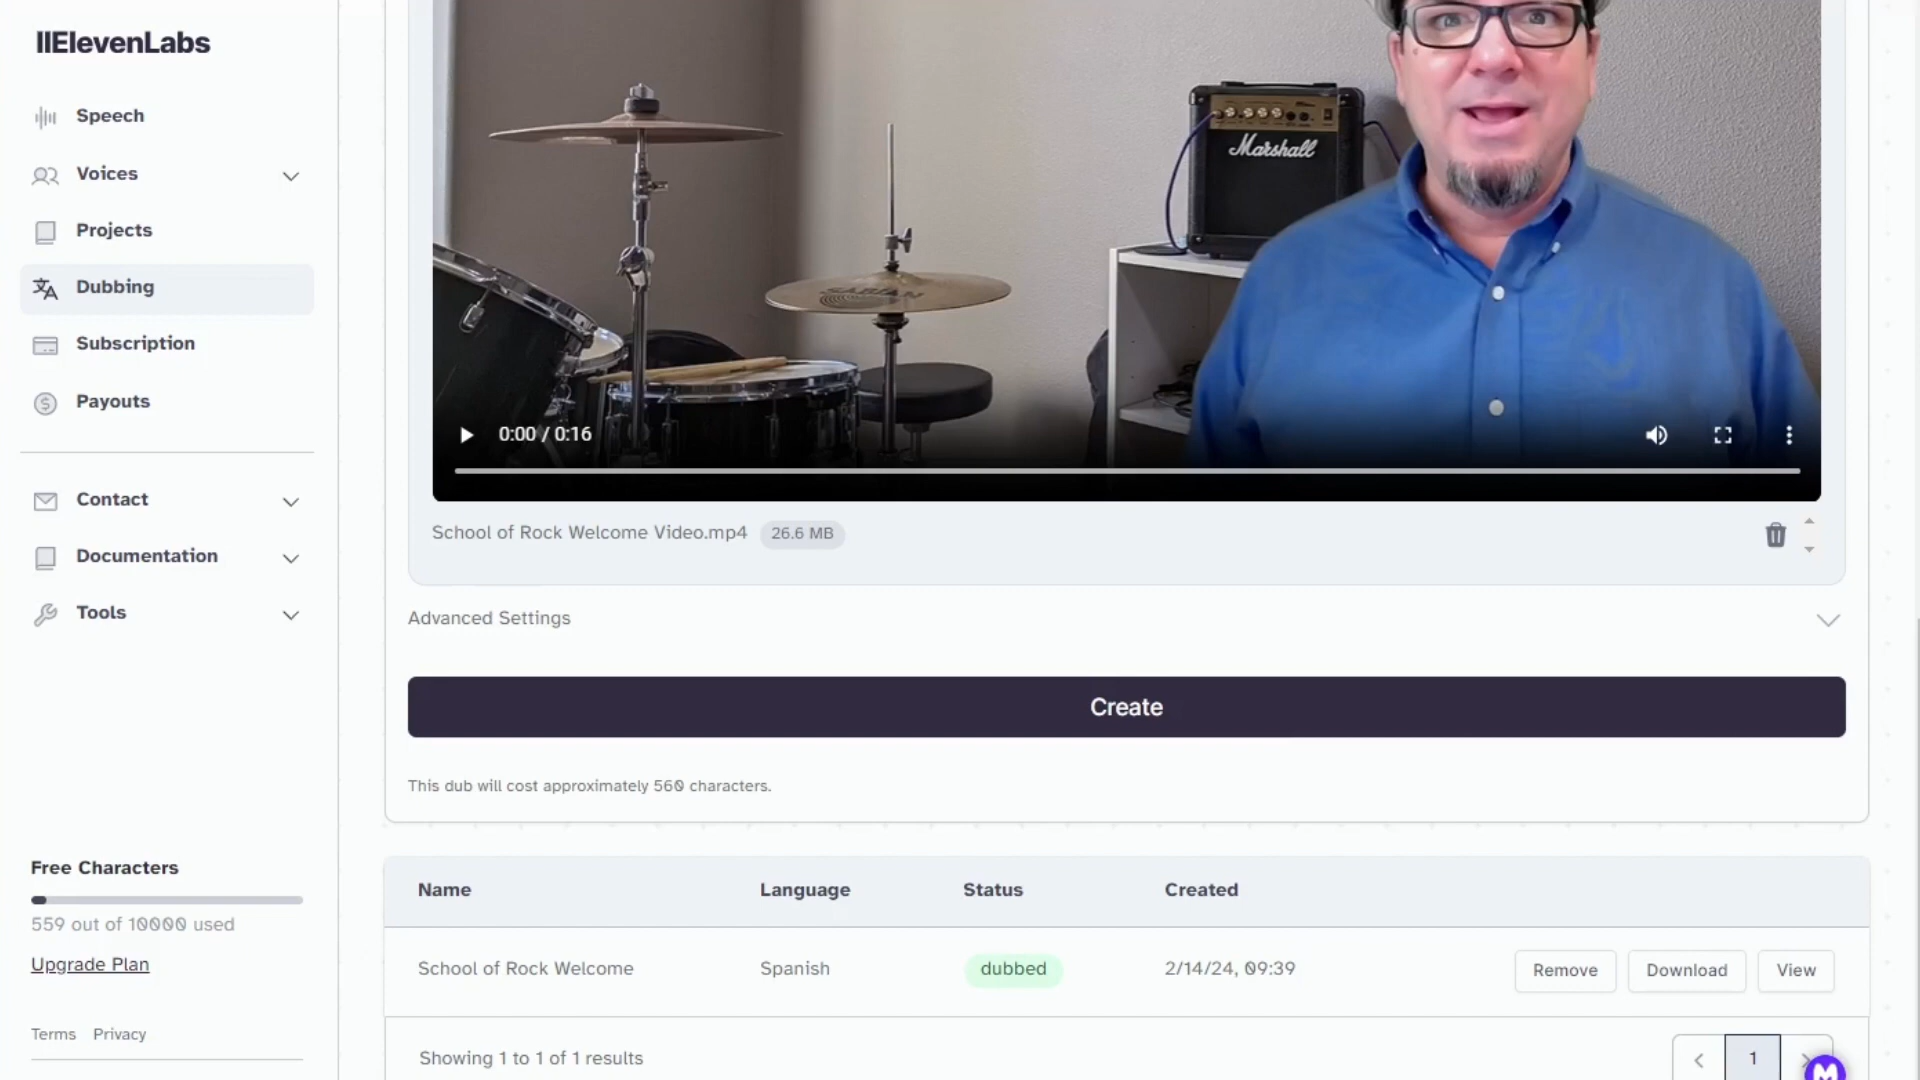 IIElevenLabs
Speech
Voices
Projects
Dubbing
Subscription
Payouts
Contact
Documentation
Tools
Free Characters
559 out of 10000 used
Upgrade Plan
Terms Privacy
Marshall
SABIAN
0:00 / 0:16
School of Rock Welcome Video.mp4 26.6 MB
Advanced Settings
Create
This dub will cost approximately 560 characters.
Name Language Status Created
School of Rock Welcome Spanish dubbed 2/14/24, 09:39 Remove Download View
Showing 1 to 1 of 1 results
1